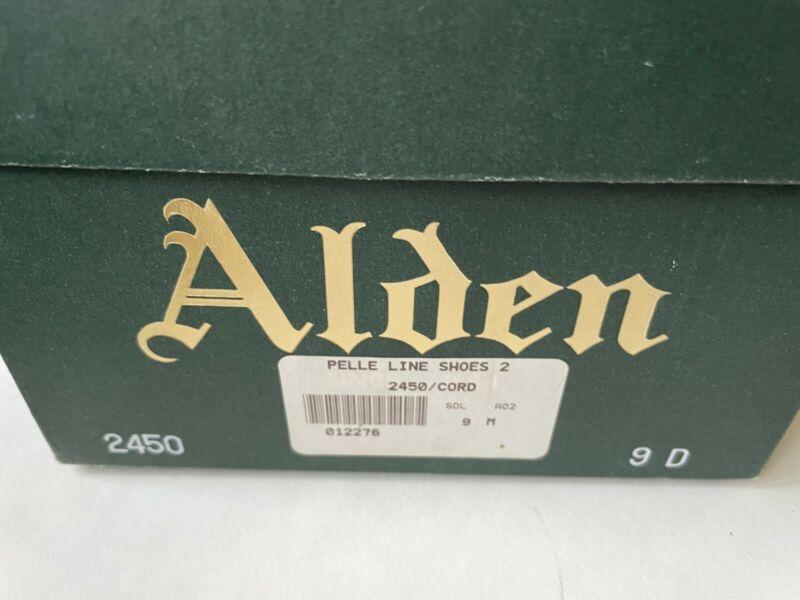 Alden
PELLE LINE SHOES 2
2450/CORD
SDL A02
9 M
012276
2450
9 D